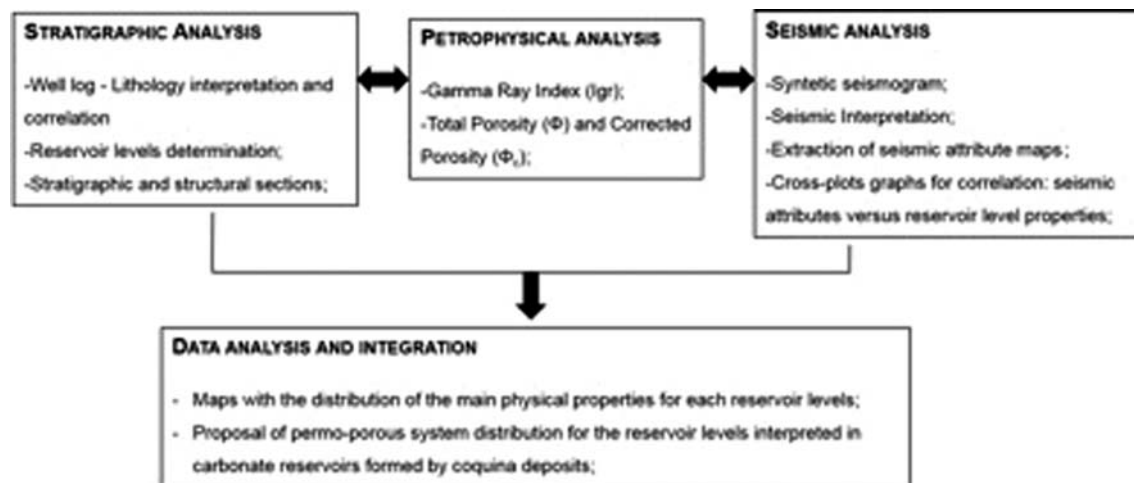 STRATIGRAPHIC ANALYSIS
-Well log - Lithology interpretation and
correlation
-Reservoir levels determination;
-Stratigraphic and structural sections;
PETROPHYSICAL ANALYSIS
-Gamma Ray Index (Igr);
-Total Porosity (Φ) and Corrected
Porosity (Φc);
SEISMIC ANALYSIS
-Syntetic seismogram;
-Seismic Interpretation;
-Extraction of seismic attribute maps;
-Cross-plots graphs for correlation: seismic
attributes versus reservoir level properties;
DATA ANALYSIS AND INTEGRATION
- Maps with the distribution of the main physical properties for each reservoir levels;
- Proposal of permo-porous system distribution for the reservoir levels interpreted in
carbonate reservoirs formed by coquina deposits;